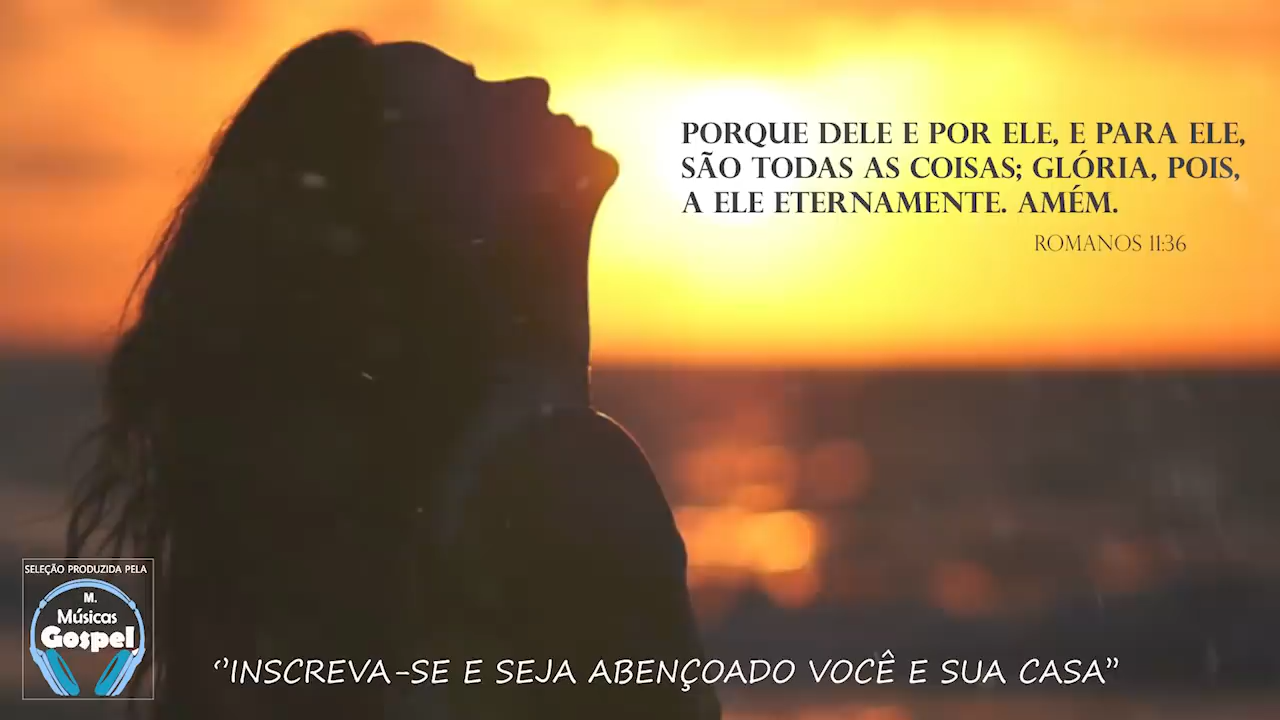 PORQUE DELE E POR ELE, E PARA ELE,
SÃO TODAS AS COISAS; GLÓRIA, POIS,
A ELE ETERNAMENTE. AMÉM.
ROMANOS 11:36
SELEÇÃO PRODUZIDA PELA
M.
Músicas
Gospel
“INSCREVA-SE E SEJA ABENÇOADO VOCÊ E SUA CASA”